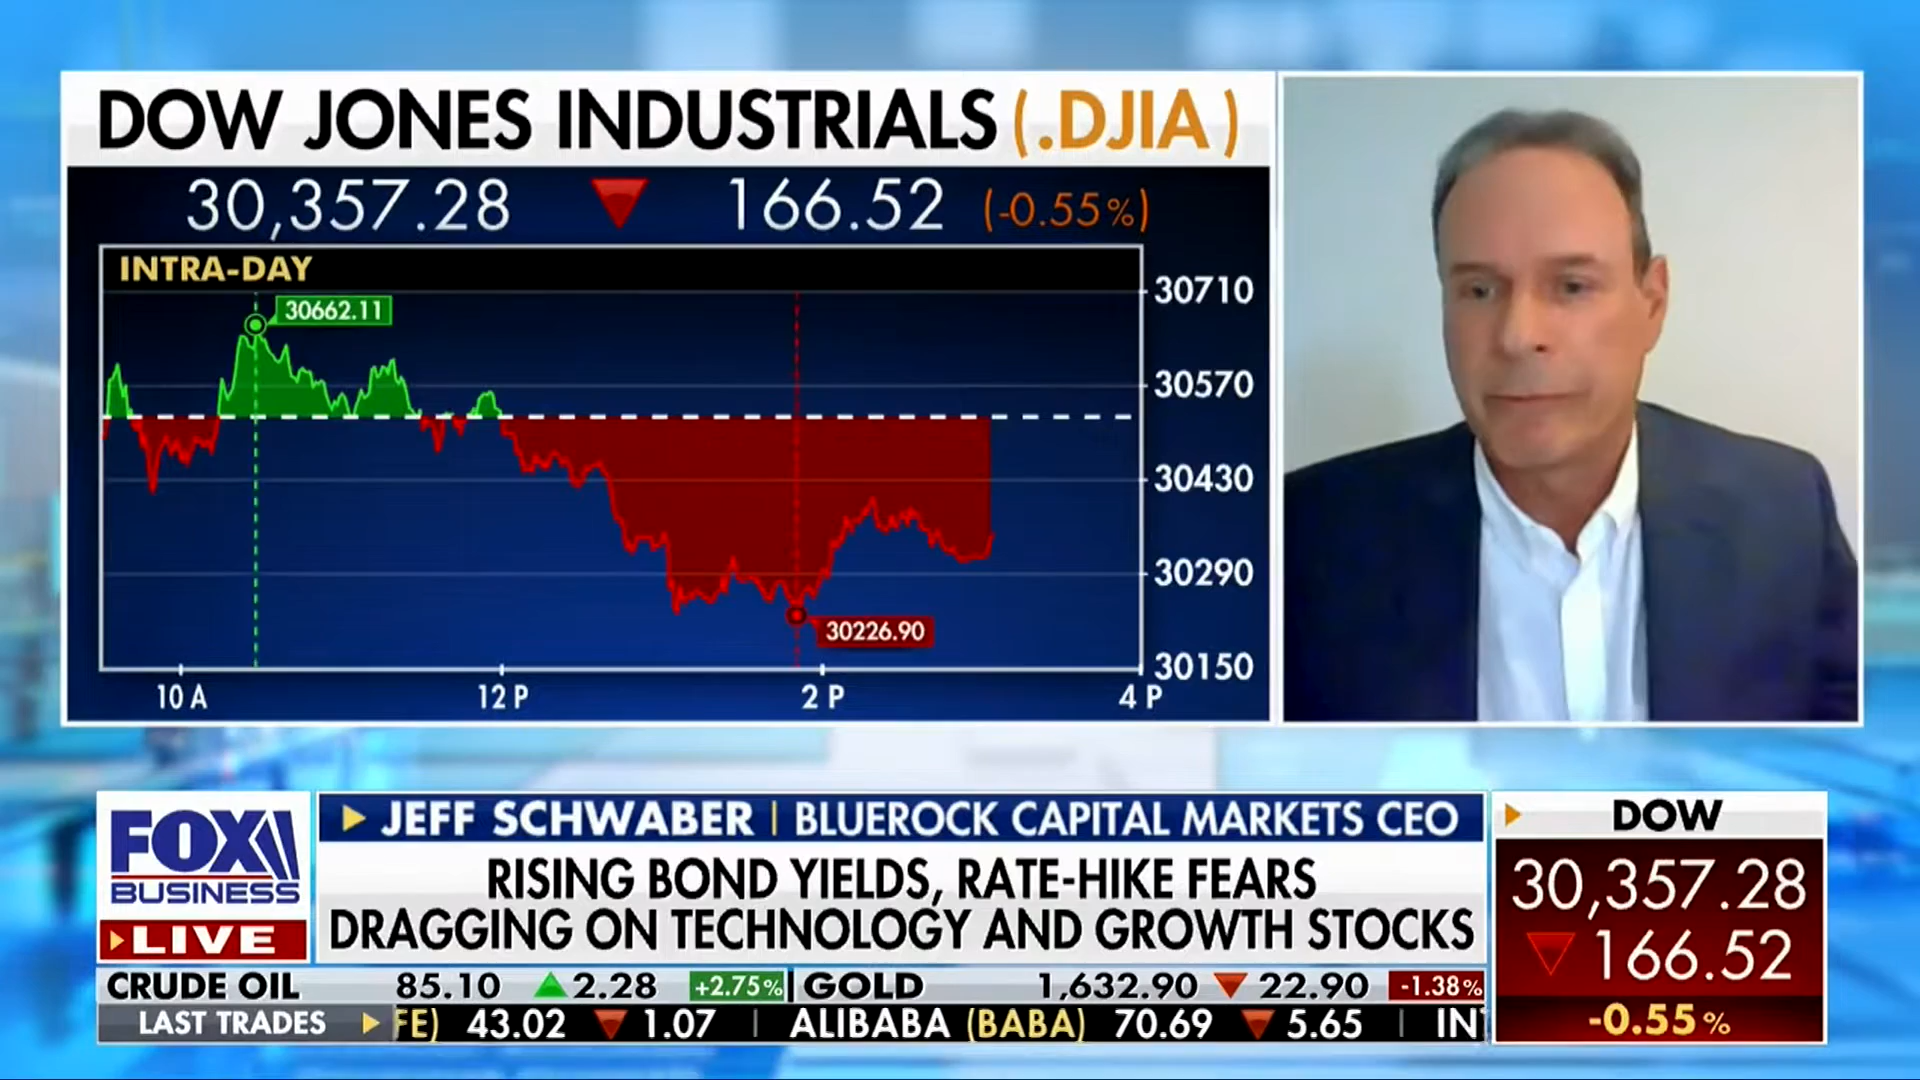 DOW JONES INDUSTRIALS (.DJIA)
30,357.28 ▼ 166.52 (-0.55%)
INTRA-DAY
30662.11
30710
30570
30430
30290
30226.90
30150
10 A 12 P 2 P 4 P
FOX
BUSINESS
LIVE
JEFF SCHWABER | BLUEROCK CAPITAL MARKETS CEO
RISING BOND YIELDS, RATE-HIKE FEARS
DRAGGING ON TECHNOLOGY AND GROWTH STOCKS
DOW
30,357.28
▽ 166.52
-0.55%
CRUDE OIL 85.10 ▲ 2.28 +2.75% GOLD 1,632.90 ▼ 22.90 -1.38%
LAST TRADES FE) 43.02 ▼ 1.07 | ALIBABA (BABA) 70.69 ▼ 5.65 | IN